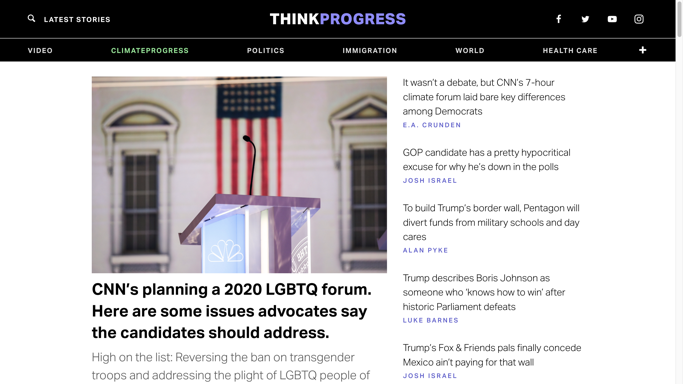 LATEST STORIES
THINKPROGRESS
VIDEO
CLIMATEPROGRESS
POLITICS
IMMIGRATION
WORLD
HEALTH CARE
CNN’s planning a 2020 LGBTQ forum.
Here are some issues advocates say
the candidates should address.
High on the list: Reversing the ban on transgender
troops and addressing the plight of LGBTQ people of
It wasn’t a debate, but CNN’s 7-hour
climate forum laid bare key differences
among Democrats
E.A. CRUNDEN
GOP candidate has a pretty hypocritical
excuse for why he’s down in the polls
JOSH ISRAEL
To build Trump’s border wall, Pentagon will
divert funds from military schools and day
cares
ALAN PYKE
Trump describes Boris Johnson as
someone who ‘knows how to win’ after
historic Parliament defeats
LUKE BARNES
Trump’s Fox & Friends pals finally concede
Mexico ain’t paying for that wall
JOSH ISRAEL